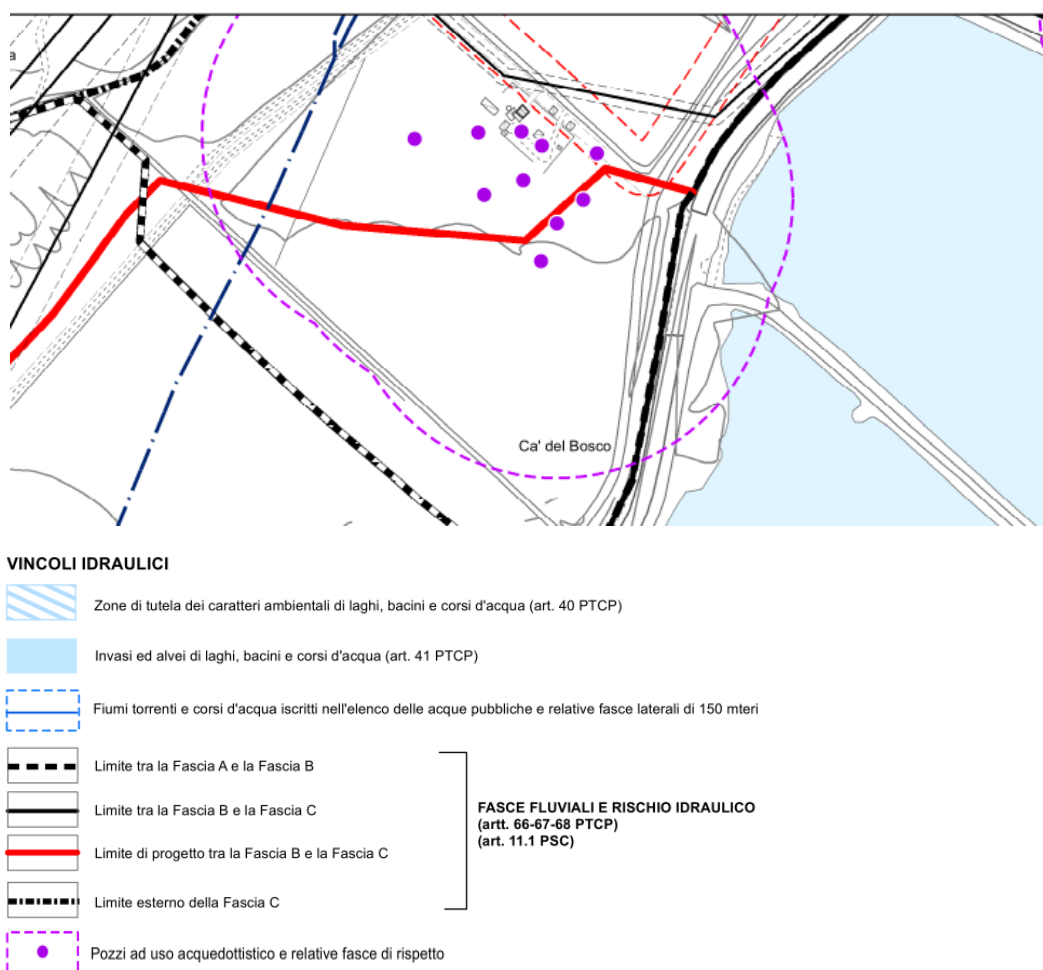 a
Ca' del Bosco
VINCOLI IDRAULICI
Zone di tutela dei caratteri ambientali di laghi, bacini e corsi d'acqua (art. 40 PTCP)
Invasi ed alvei di laghi, bacini e corsi d'acqua (art. 41 PTCP)
Fiumi torrenti e corsi d'acqua iscritti nell'elenco delle acque pubbliche e relative fasce laterali di 150 mteri
Limite tra la Fascia A e la Fascia B
Limite tra la Fascia B e la Fascia C
Limite di progetto tra la Fascia B e la Fascia C
Limite esterno della Fascia C
FASCE FLUVIALI E RISCHIO IDRAULICO
(artt. 66-67-68 PTCP)
(art. 11.1 PSC)
Pozzi ad uso acquedottistico e relative fasce di rispetto